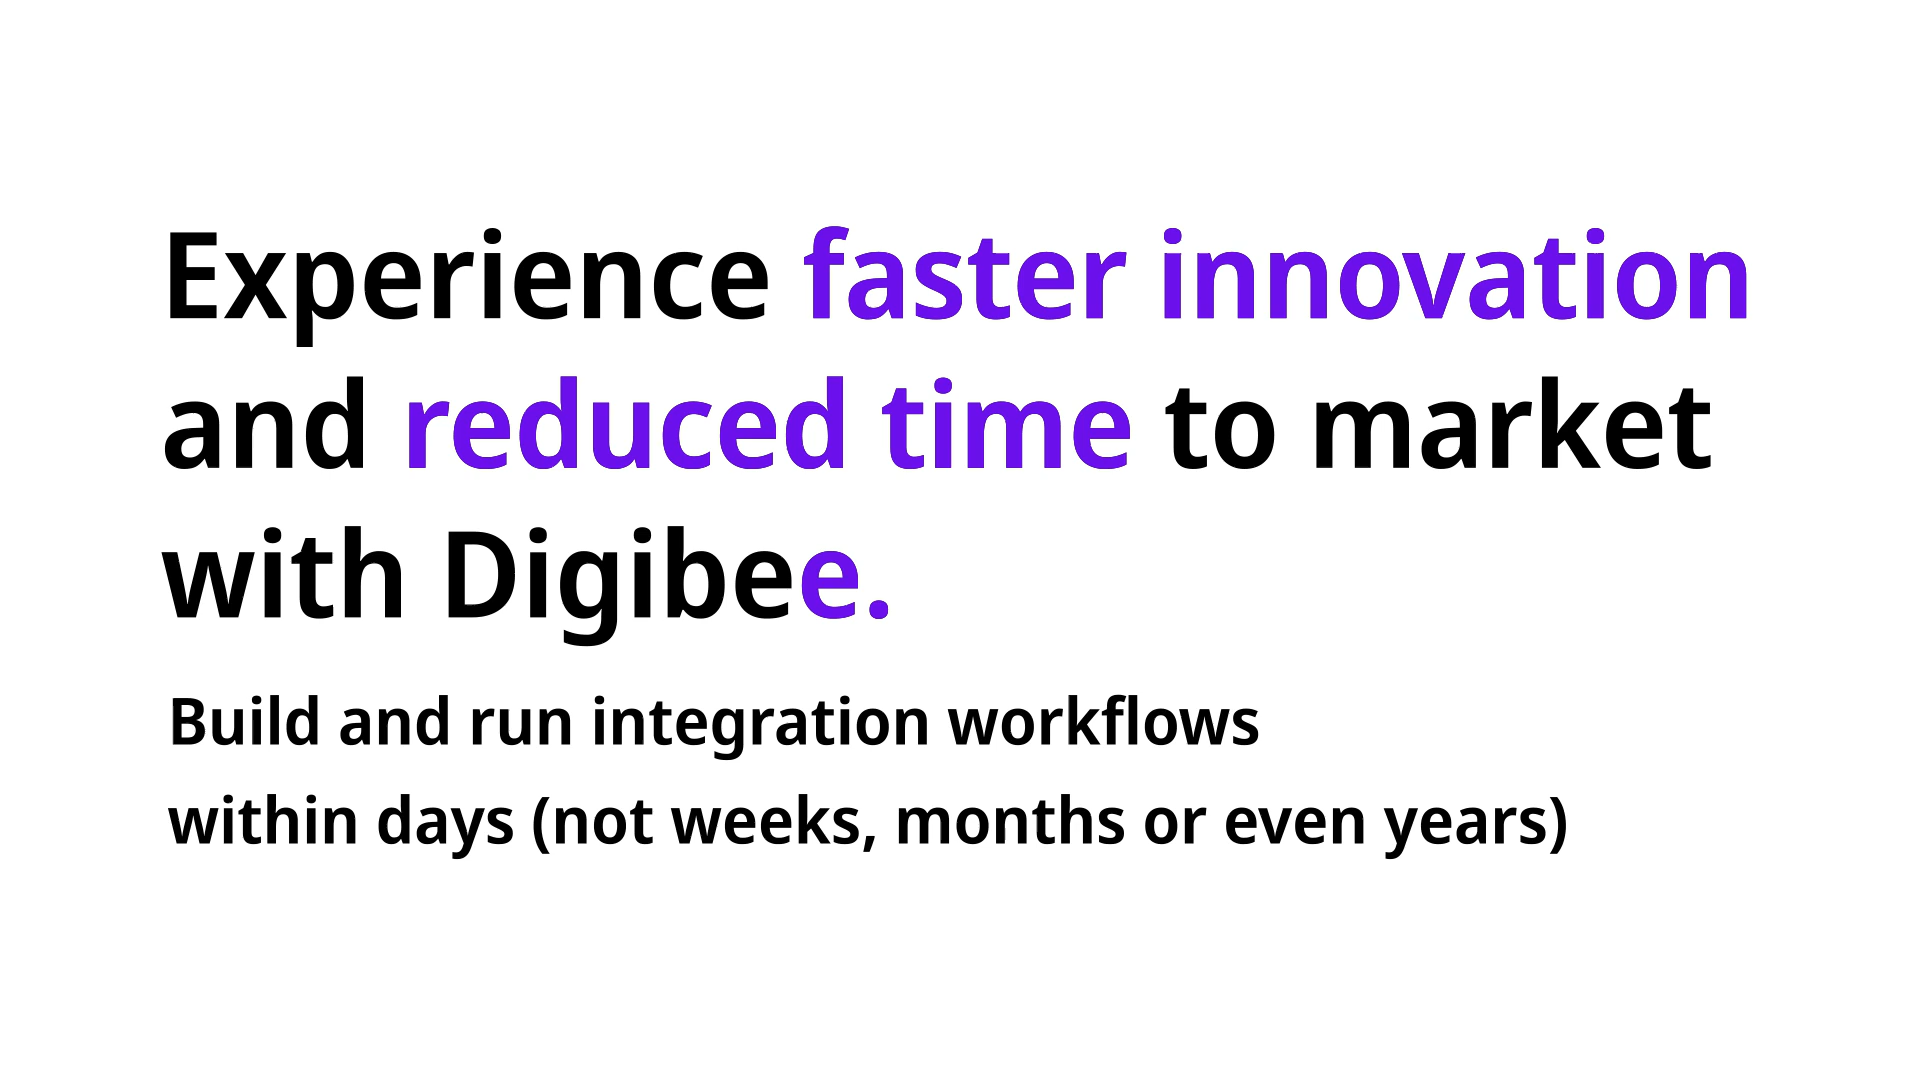 Experience faster innovation
and reduced time to market
with Digibee.
Build and run integration workflows
within days (not weeks, months or even years)